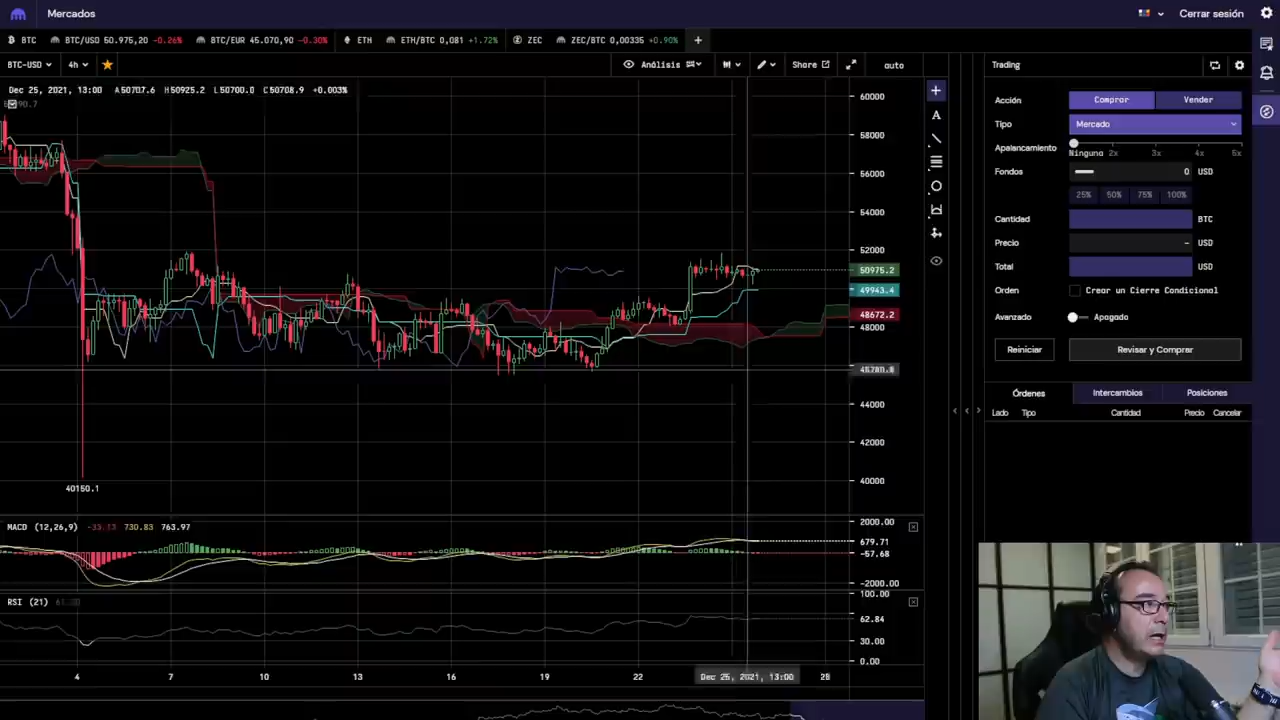 Mercados
Cerrar sesión
BTC BTC/USD 50.975,20 -0.26% BTC/EUR 45.070,90 -0.30% ETH ETH/BTC 0,081 +1.72% ZEC ZEC/BTC 0,00335 +0.90% +
BTC-USD 4h Análisis Share auto
Dec 25, 2021, 13:00 A50707.6 H50925.2 L50700.0 C50708.9 +0.003%
60000
58000
56000
54000
52000
50975.2
49943.4
48672.2
48000
44000
42000
40000
40150.1
MACD (12,26,9) 730.83 763.97
2000.00
679.71
-57.68
-2000.00
RSI (21)
100.00
62.84
30.00
0.00
4 7 10 13 16 19 22 Dec 25, 2021, 13:00 28
Trading
Acción Comprar Vender
Tipo Mercado
Apalancamiento
Ninguna 2x 3x 4x 5x
Fondos 0 USD
25% 50% 75% 100%
Cantidad BTC
Precio - USD
Total USD
Orden Crear un Cierre Condicional
Avanzado Apagado
Reiniciar Revisar y Comprar
Órdenes Intercambios Posiciones
Lado Tipo Cantidad Precio Cancelar